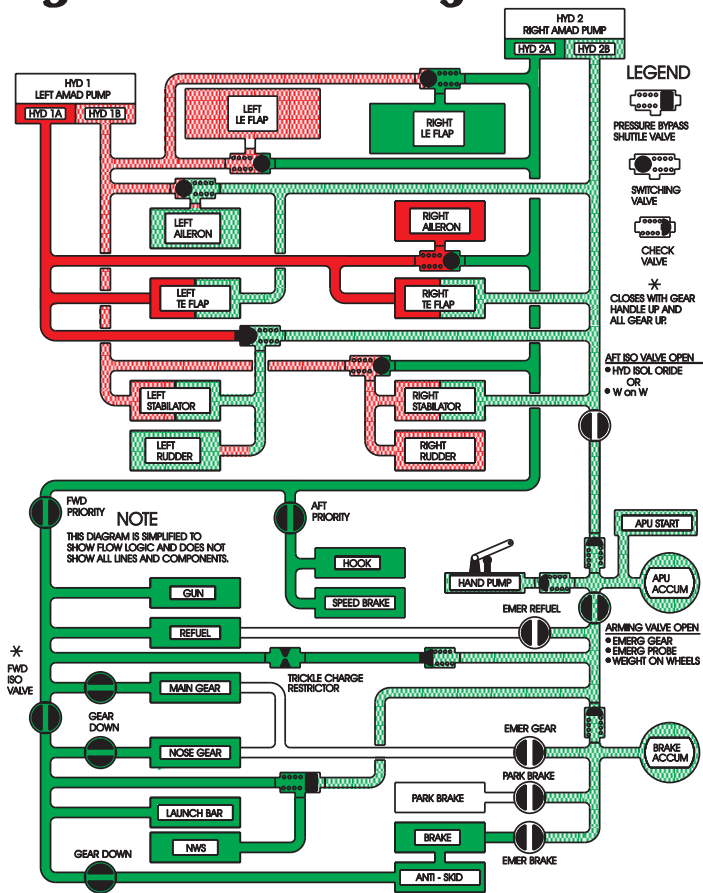 HYD 2
RIGHT AMAD PUMP
HYD 2A
HYD 2B
HYD 1
LEFT AMAD PUMP
HYD 1A
HYD 1B
LEGEND
PRESSURE BYPASS
SHUTTLE VALVE
SWITCHING
VALVE
CHECK
VALVE
*
CLOSES WITH GEAR
HANDLE UP AND
ALL GEAR UP.
LEFT
LE FLAP
RIGHT
LE FLAP
LEFT
AILERON
RIGHT
AILERON
LEFT
TE FLAP
RIGHT
TE FLAP
AFT ISO VALVE OPEN
• HYD ISOL ORIDE
OR
• W on W
LEFT
STABILATOR
RIGHT
STABILATOR
LEFT
RUDDER
RIGHT
RUDDER
FWD
PRIORITY
AFT
PRIORITY
NOTE
THIS DIAGRAM IS SIMPLIFIED TO
SHOW FLOW LOGIC AND DOES NOT
SHOW ALL LINES AND COMPONENTS.
APU START
HOOK
HAND PUMP
APU
ACCUM
GUN
SPEED BRAKE
EMER REFUEL
REFUEL
ARMING VALVE OPEN
• EMERG GEAR
• EMERG PROBE
• WEIGHT ON WHEELS
*
FWD
ISO
VALVE
TRICKLE CHARGE
RESTRICTOR
MAIN GEAR
GEAR
DOWN
EMER GEAR
NOSE GEAR
BRAKE
ACCUM
PARK BRAKE
PARK BRAKE
LAUNCH BAR
BRAKE
NWS
EMER BRAKE
GEAR DOWN
ANTI - SKID